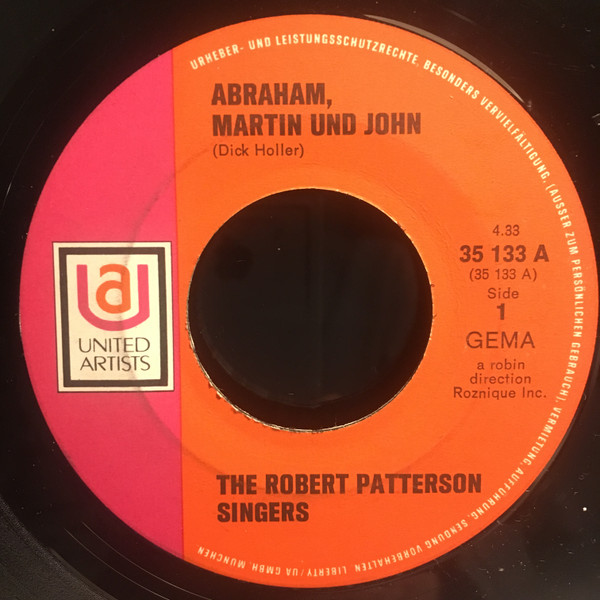 URHEBER- UND LEISTUNGSSCHUTZRECHTE, BESONDERS VERVIELFÄLTIGUNG, (AUSSER ZUM PERSÖNLICHEN GEBRAUCH), VERMIETUNG, AUFFÜHRUNG, SENDUNG VORBEHALTEN. LIBERTY/UA GMBH, MÜNCHEN
ABRAHAM,
MARTIN UND JOHN
(Dick Holler)
4.33
35 133 A
(35 133 A)
Side
1
GEMA
a robin
direction
Roznique Inc.
UA
UNITED
ARTISTS
THE ROBERT PATTERSON
SINGERS